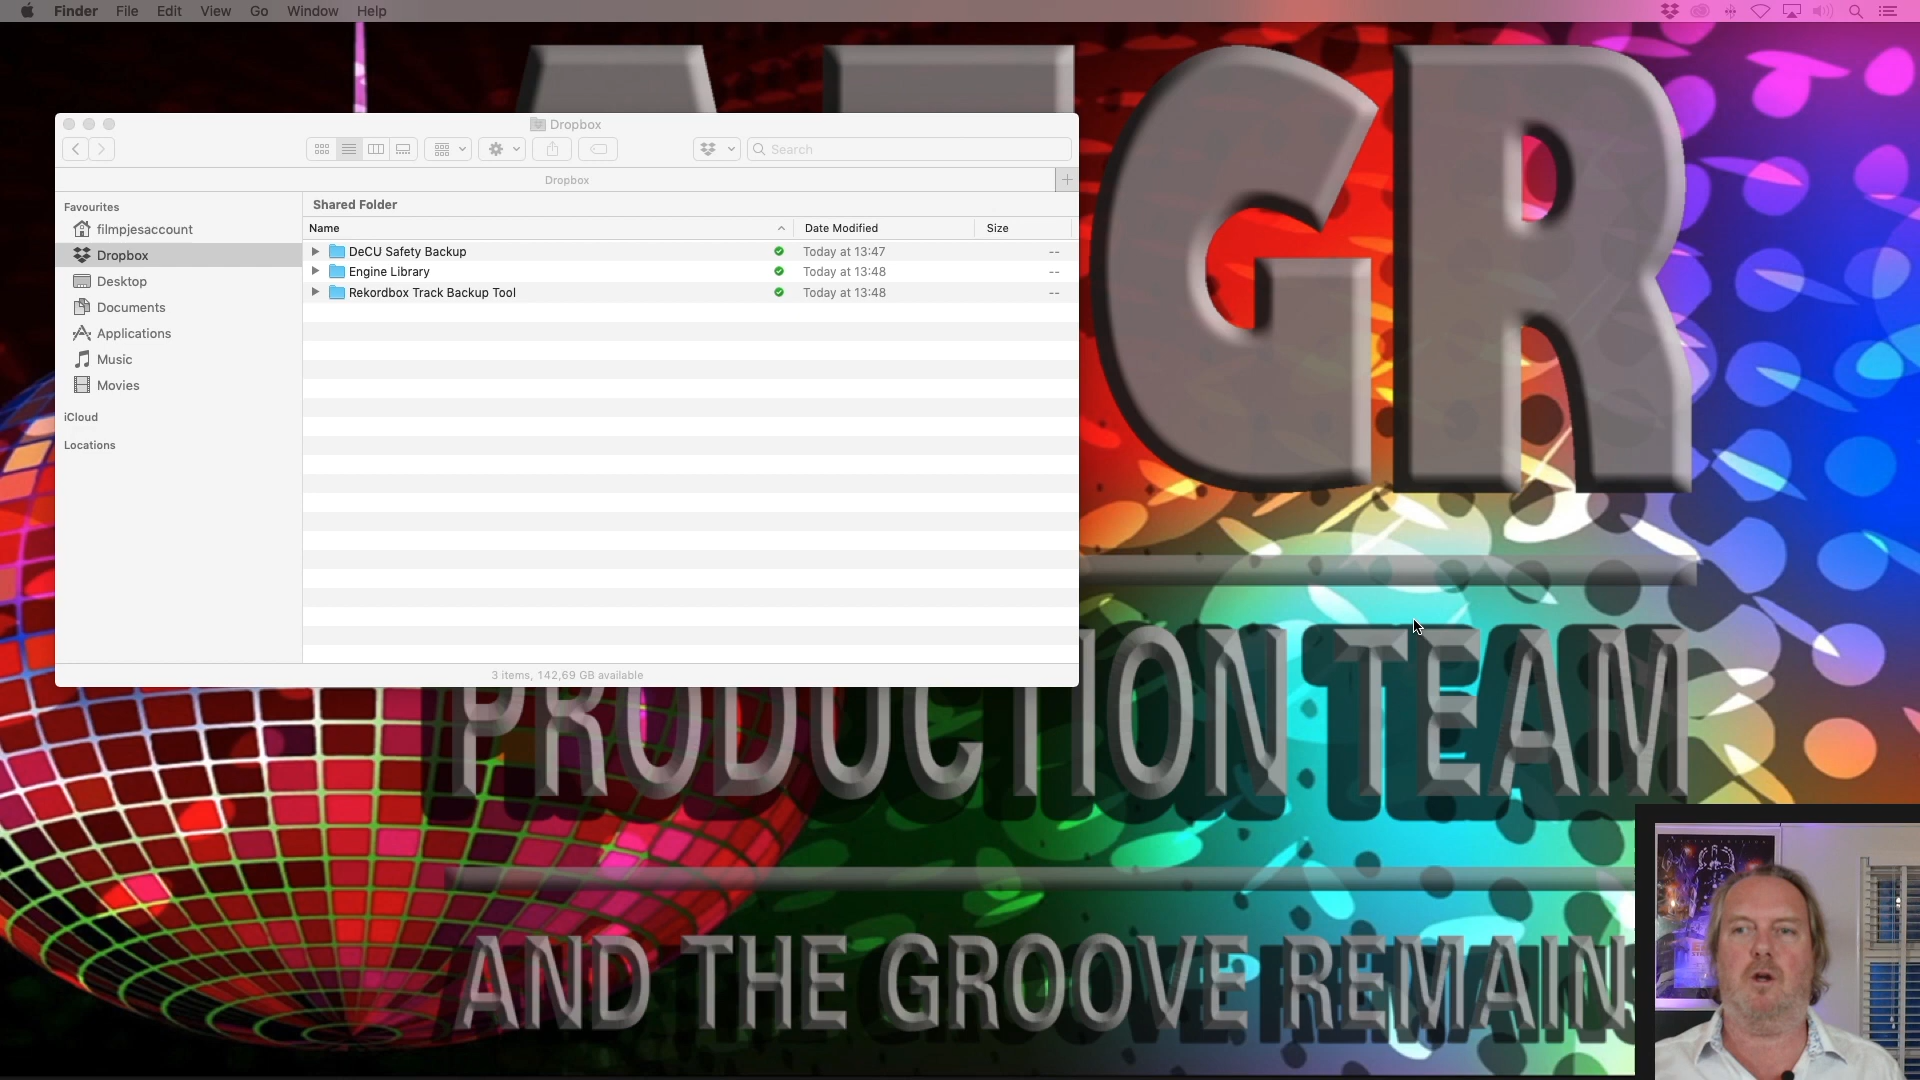 Finder File Edit View Go Window Help
Dropbox
Search
Dropbox
Favourites
filmpjesaccount
Dropbox
Desktop
Documents
Applications
Music
Movies
iCloud
Locations
Shared Folder
Name Date Modified Size
DeCU Safety Backup Today at 13:47 --
Engine Library Today at 13:48 --
Rekordbox Track Backup Tool Today at 13:48 --
3 items, 142,69 GB available
GR
PRODUCTION TEAM
AND THE GROOVE REMAINS